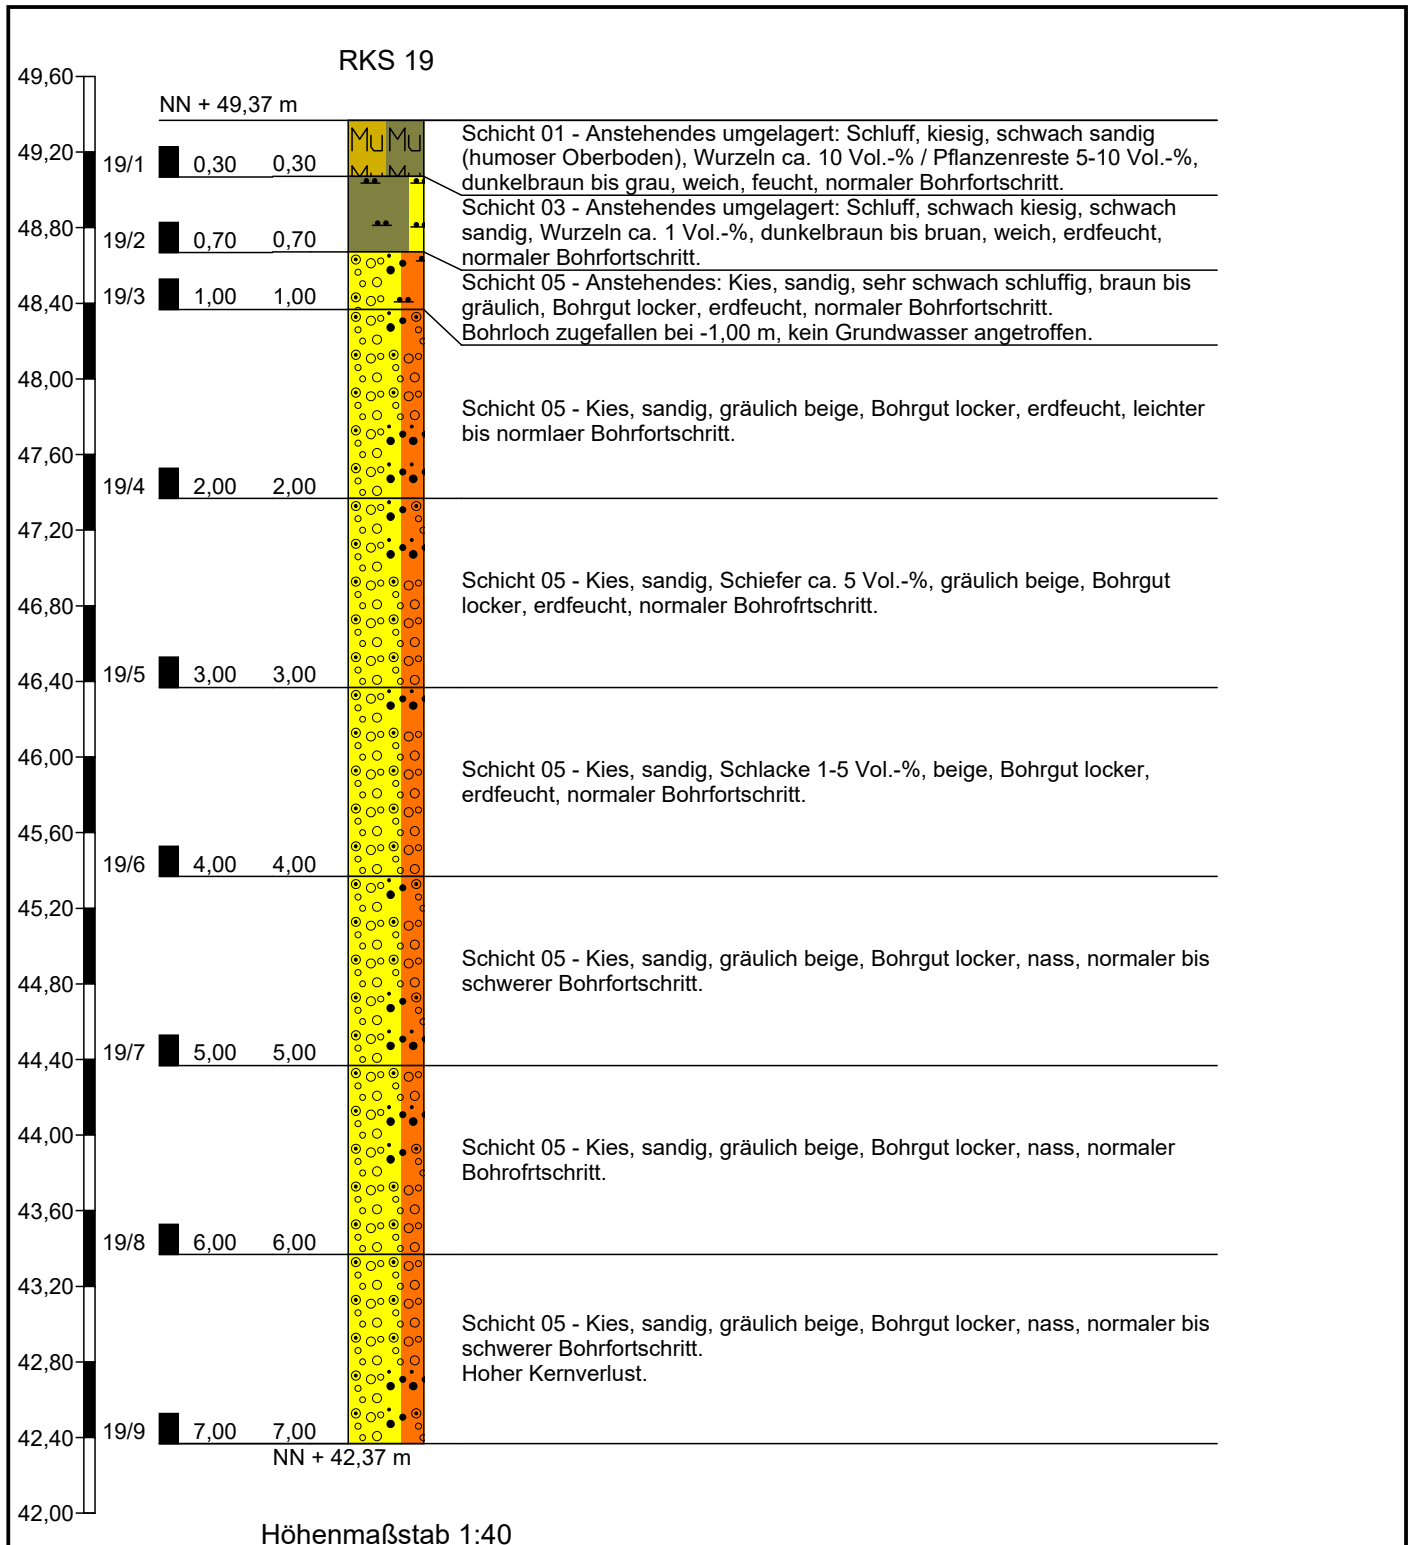 RKS 19
49,60
NN + 49,37 m
Mu Mu
Mu Mu
Schicht 01 - Anstehendes umgelagert: Schluff, kiesig, schwach sandig
(humoser Oberboden), Wurzeln ca. 10 Vol.-% / Pflanzenreste 5-10 Vol.-%,
dunkelbraun bis grau, weich, feucht, normaler Bohrfortschritt.
49,20
19/1 0,30 0,30
Schicht 03 - Anstehendes umgelagert: Schluff, schwach kiesig, schwach
sandig, Wurzeln ca. 1 Vol.-%, dunkelbraun bis bruan, weich, erdfeucht,
normaler Bohrfortschritt.
48,80
19/2 0,70 0,70
Schicht 05 - Anstehendes: Kies, sandig, sehr schwach schluffig, braun bis
gräulich, Bohrgut locker, erdfeucht, normaler Bohrfortschritt.
Bohrloch zugefallen bei -1,00 m, kein Grundwasser angetroffen.
19/3 1,00 1,00
48,40
48,00
Schicht 05 - Kies, sandig, gräulich beige, Bohrgut locker, erdfeucht, leichter
bis normlaer Bohrfortschritt.
47,60
19/4 2,00 2,00
47,20
Schicht 05 - Kies, sandig, Schiefer ca. 5 Vol.-%, gräulich beige, Bohrgut
locker, erdfeucht, normaler Bohrofrtschritt.
46,80
19/5 3,00 3,00
46,40
46,00
Schicht 05 - Kies, sandig, Schlacke 1-5 Vol.-%, beige, Bohrgut locker,
erdfeucht, normaler Bohrfortschritt.
45,60
19/6 4,00 4,00
45,20
Schicht 05 - Kies, sandig, gräulich beige, Bohrgut locker, nass, normaler bis
schwerer Bohrfortschritt.
44,80
19/7 5,00 5,00
44,40
44,00
Schicht 05 - Kies, sandig, gräulich beige, Bohrgut locker, nass, normaler
Bohrofrtschritt.
43,60
19/8 6,00 6,00
43,20
Schicht 05 - Kies, sandig, gräulich beige, Bohrgut locker, nass, normaler bis
schwerer Bohrfortschritt.
Hoher Kernverlust.
42,80
19/9 7,00 7,00
42,40
NN + 42,37 m
42,00
Höhenmaßstab 1:40